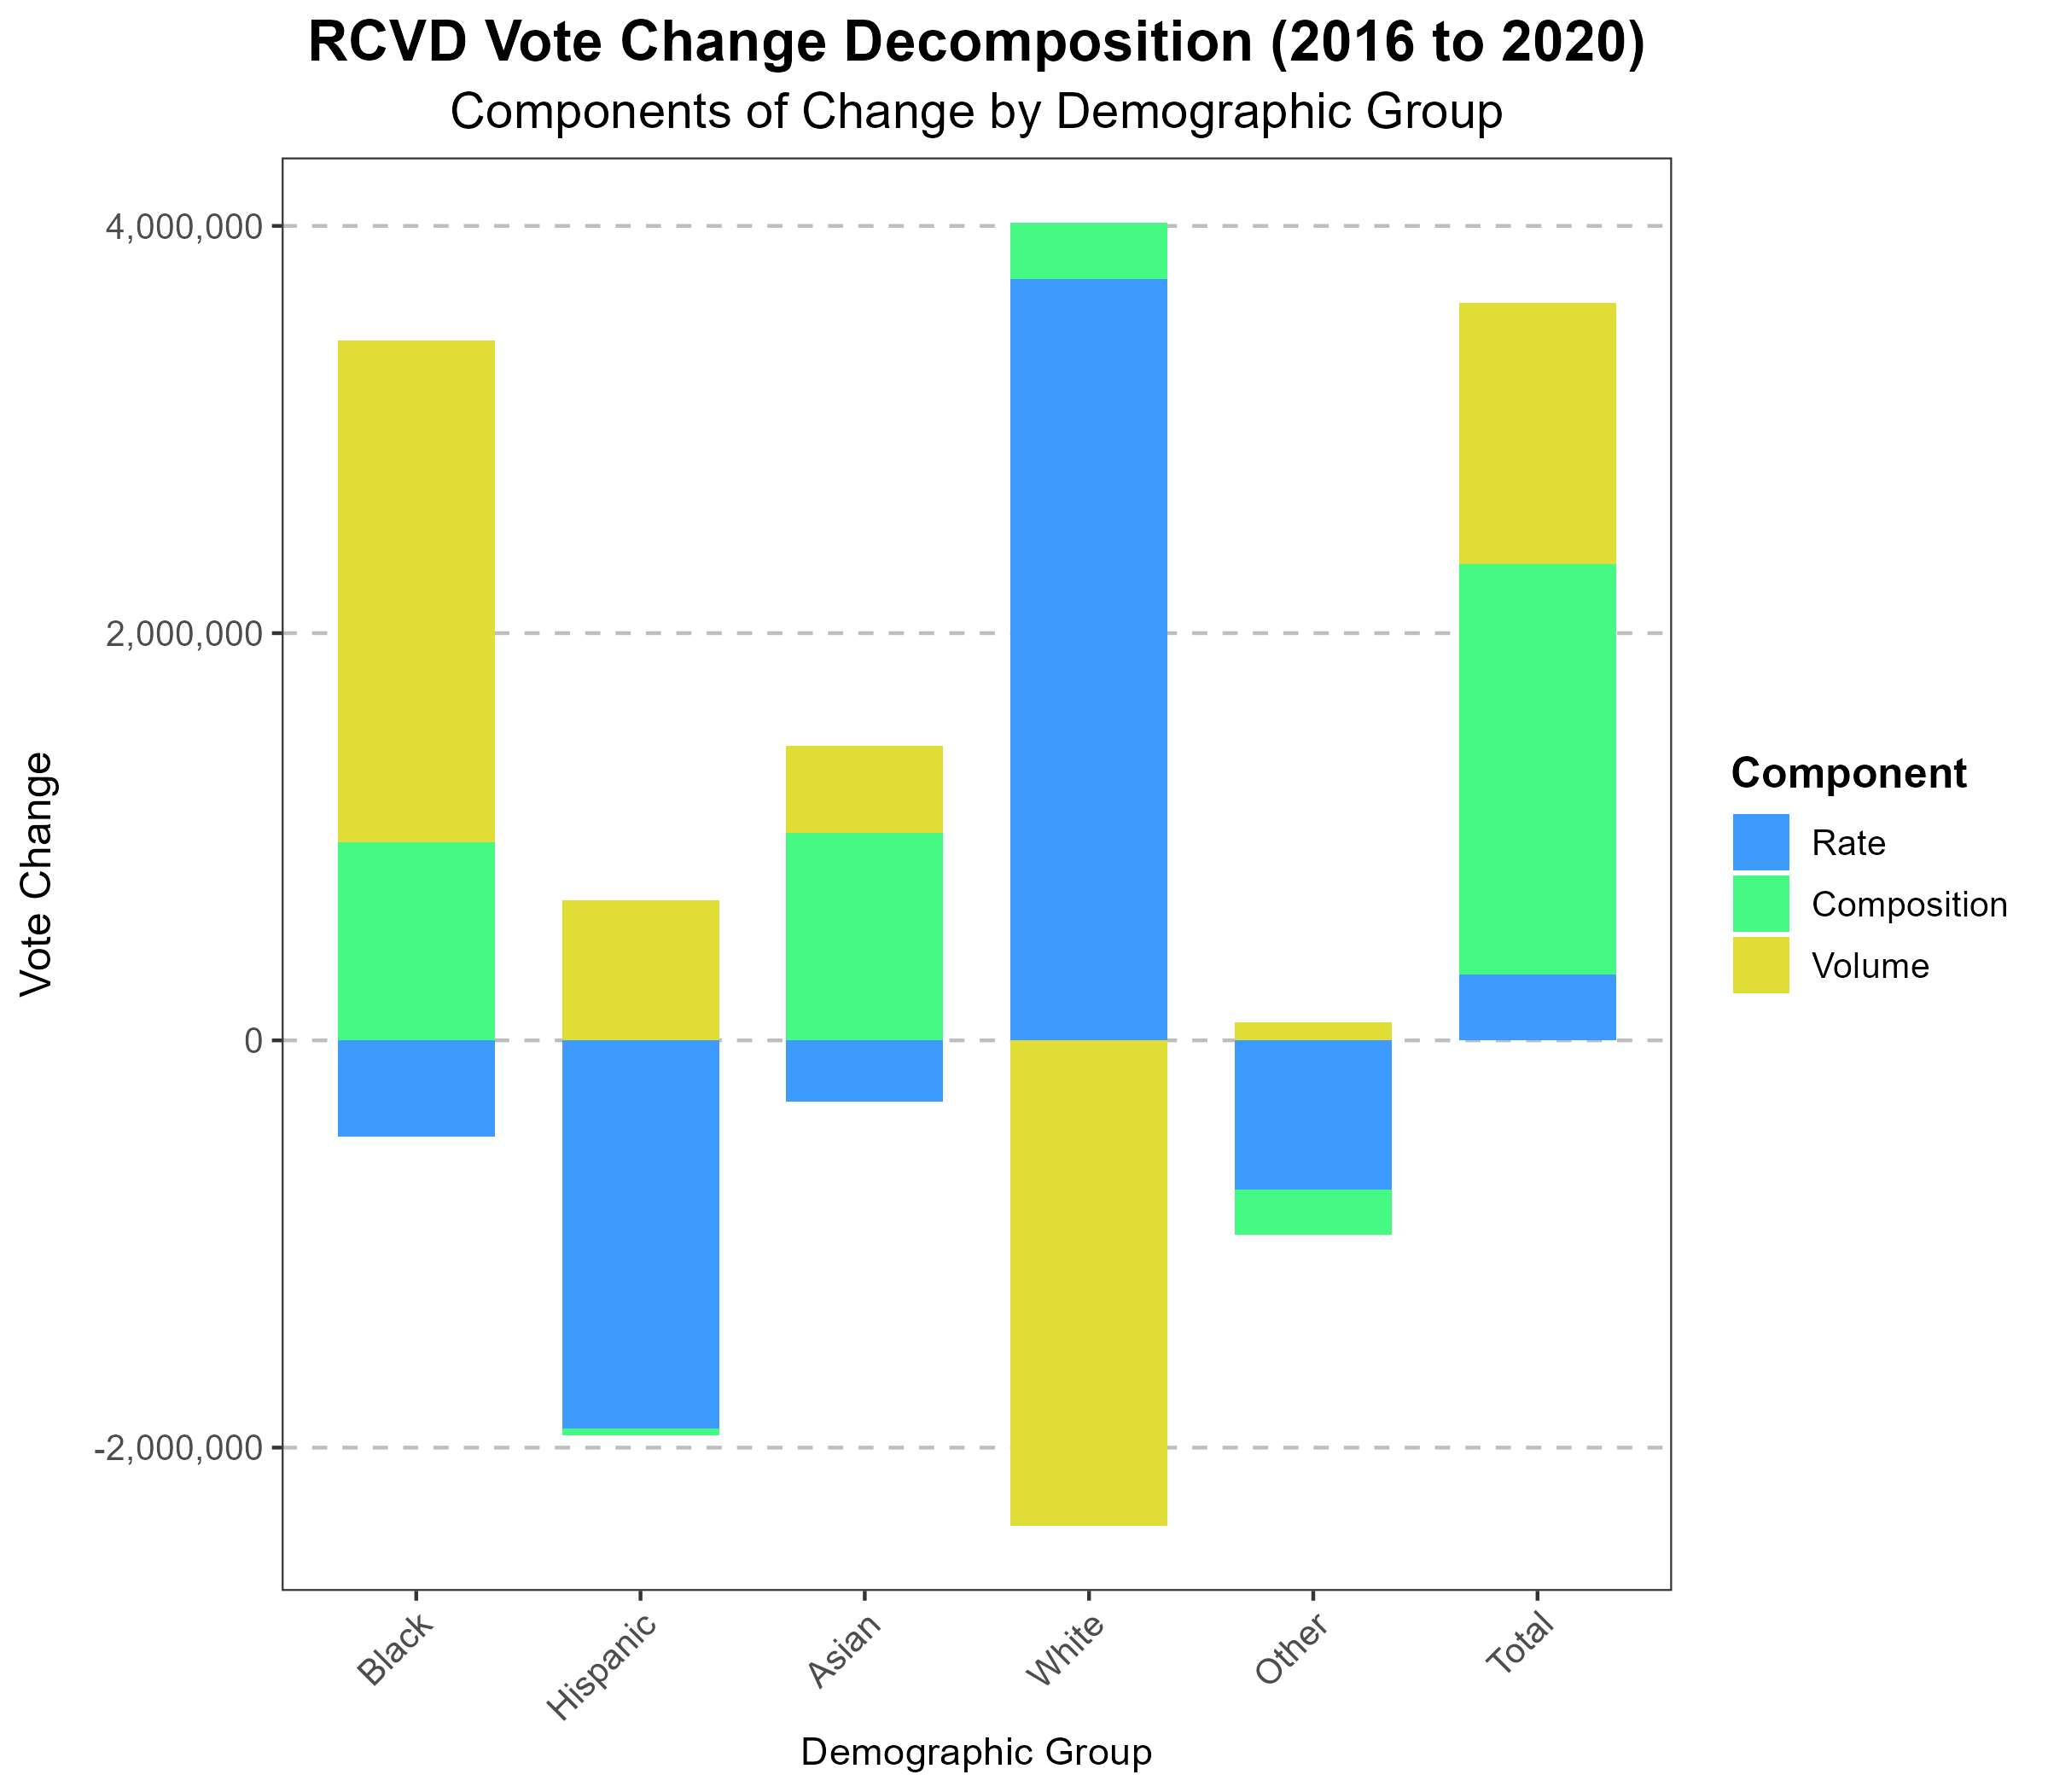 RCVD Vote Change Decomposition (2016 to 2020)
Components of Change by Demographic Group
4,000,000
2,000,000
0
-2,000,000
Vote Change
Black
Hispanic
Asian
White
Other
Total
Demographic Group
Component
Rate
Composition
Volume